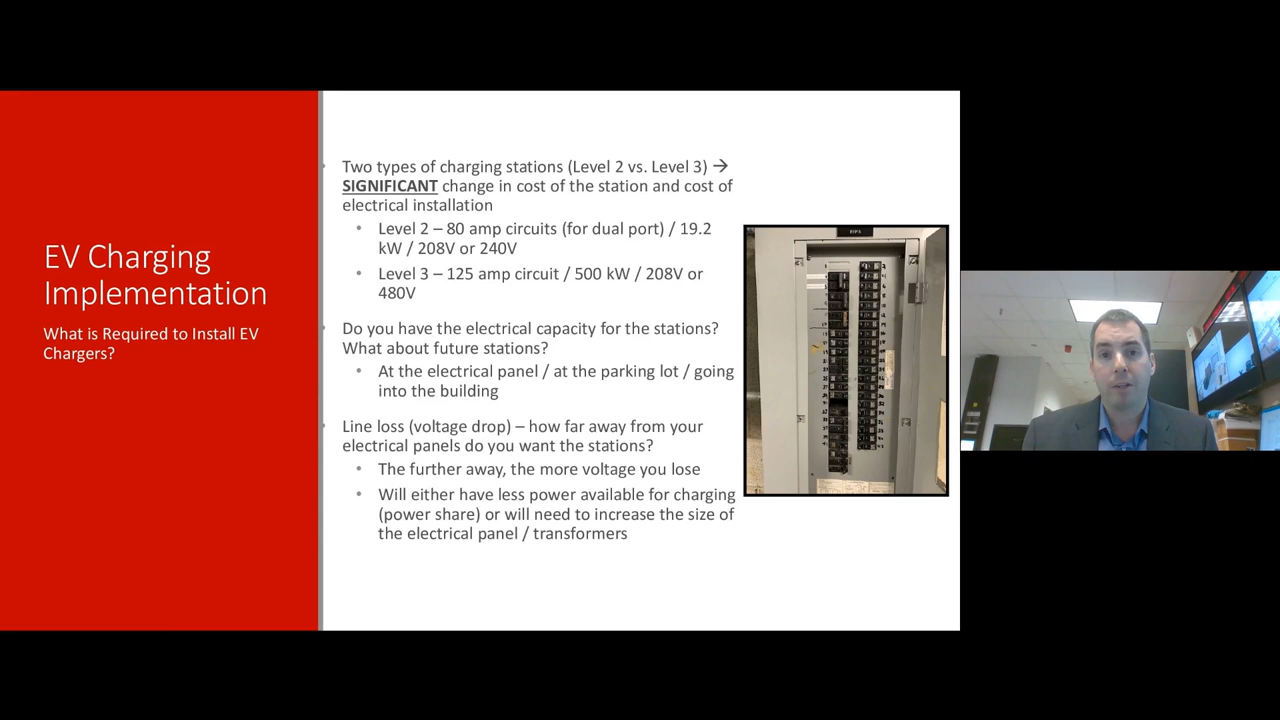 EV Charging
Implementation
What is Required to Install EV
Chargers?
Two types of charging stations (Level 2 vs. Level 3) →
SIGNIFICANT change in cost of the station and cost of
electrical installation
• Level 2 – 80 amp circuits (for dual port) / 19.2
kW / 208V or 240V
• Level 3 – 125 amp circuit / 500 kW / 208V or
480V
Do you have the electrical capacity for the stations?
What about future stations?
• At the electrical panel / at the parking lot / going
into the building
Line loss (voltage drop) – how far away from your
electrical panels do you want the stations?
• The further away, the more voltage you lose
• Will either have less power available for charging
(power share) or will need to increase the size of
the electrical panel / transformers